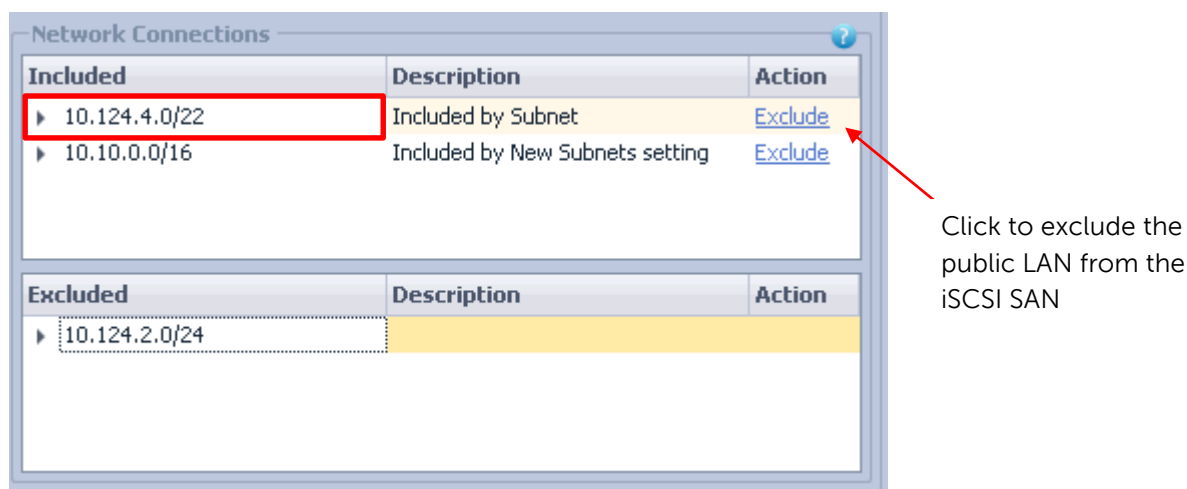 Network Connections
?
Included Description Action
10.124.4.0/22 Included by Subnet Exclude
10.10.0.0/16 Included by New Subnets setting Exclude
Click to exclude the
public LAN from the
iSCSI SAN
Excluded Description Action
10.124.2.0/24